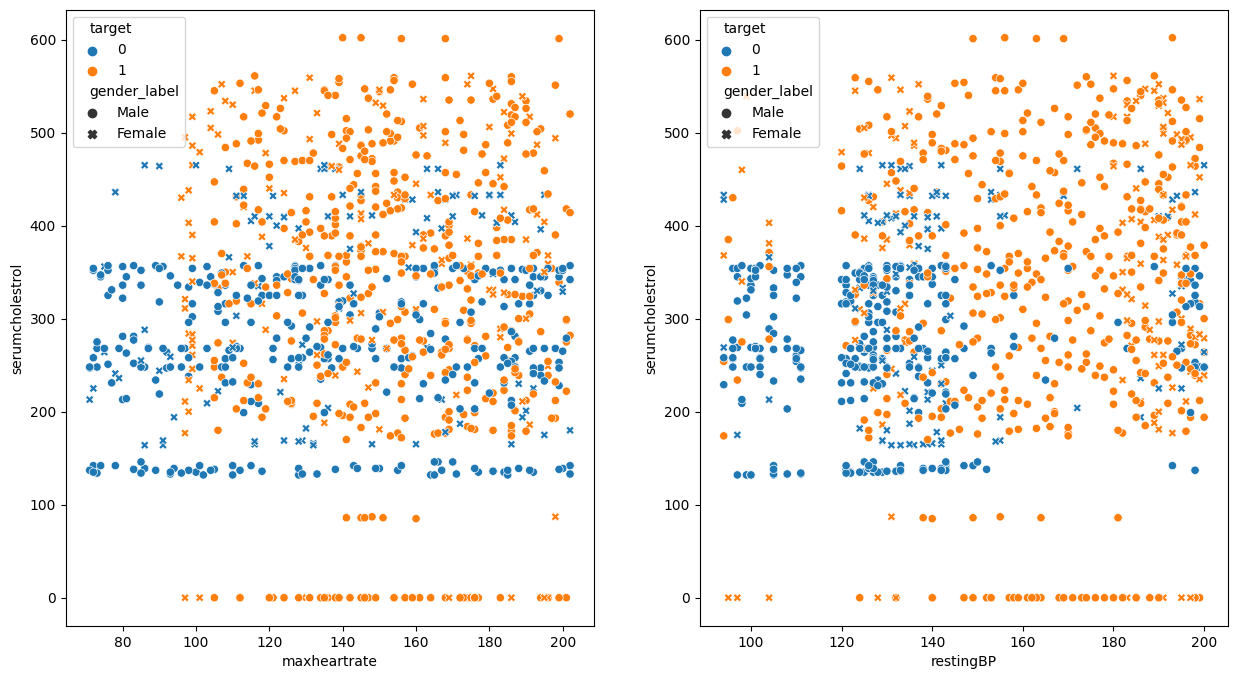 target
0
1
gender_label
Male
Female
600
500
400
300
200
100
0
serumcholestrol
80 100 120 140 160 180 200
maxheartrate
target
0
1
gender_label
Male
Female
600
500
400
300
200
100
0
serumcholestrol
100 120 140 160 180 200
restingBP